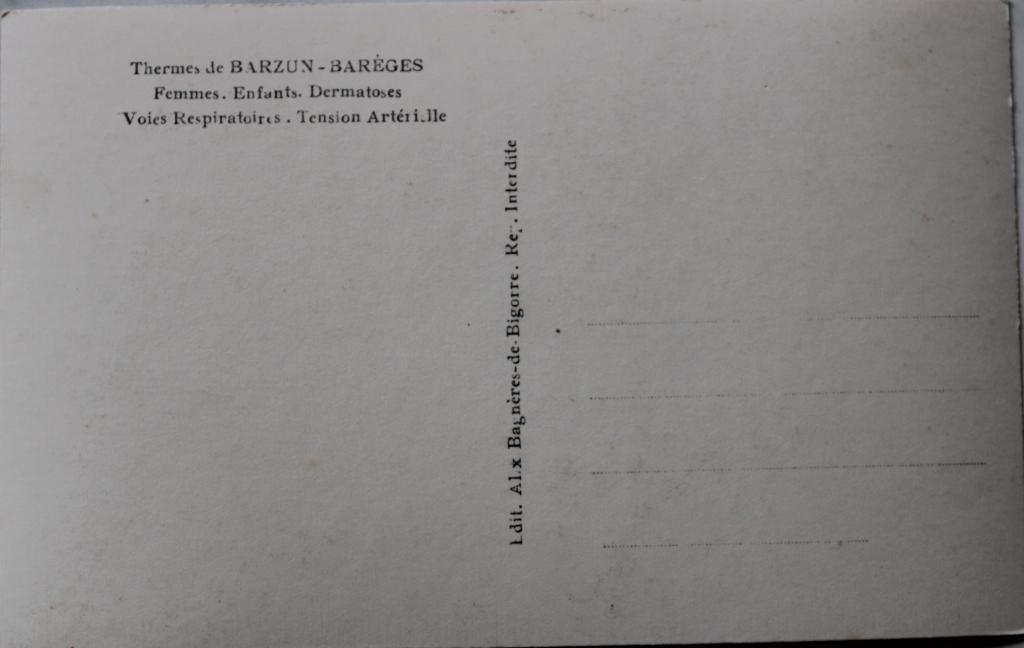 Thermes de BARZUN - BARÈGES
Femmes. Enfants. Dermatoses
Voies Respiratoires. Tension Artérielle
Edit. Alix Bagnères-de-Bigorre. Rep. Interdite